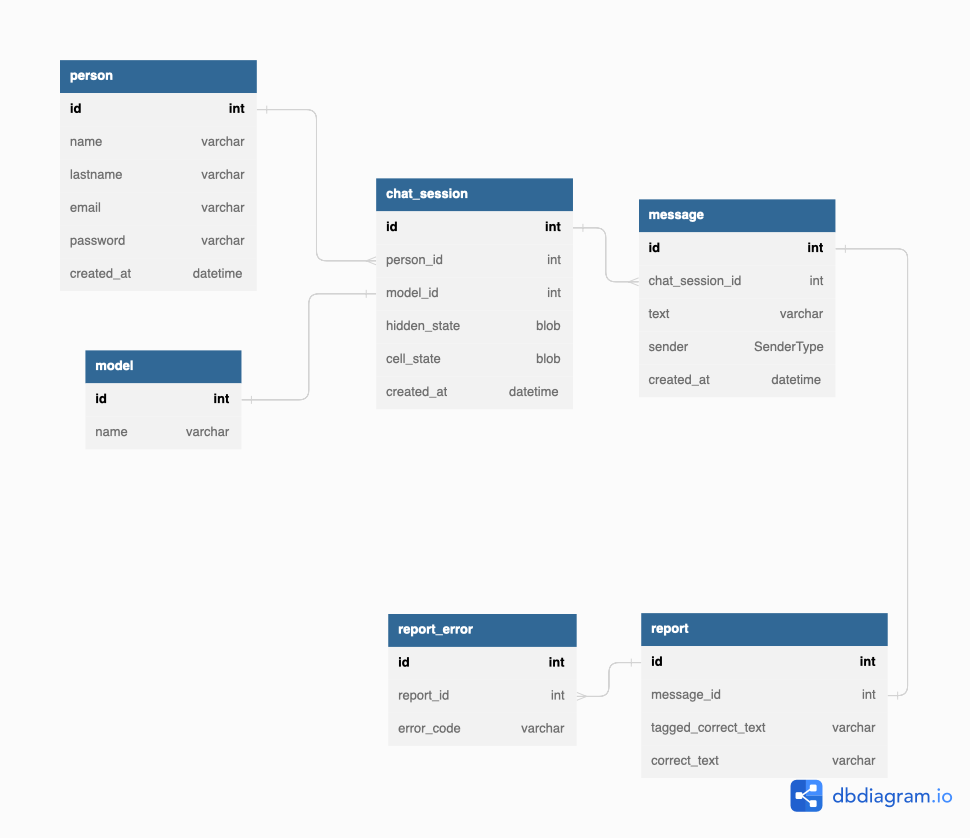 person
id int
name varchar
lastname varchar
email varchar
password varchar
created_at datetime
chat_session
id int
person_id int
model_id int
hidden_state blob
cell_state blob
created_at datetime
message
id int
chat_session_id int
text varchar
sender SenderType
created_at datetime
model
id int
name varchar
report_error
id int
report_id int
error_code varchar
report
id int
message_id int
tagged_correct_text varchar
correct_text varchar
dbdiagram.io